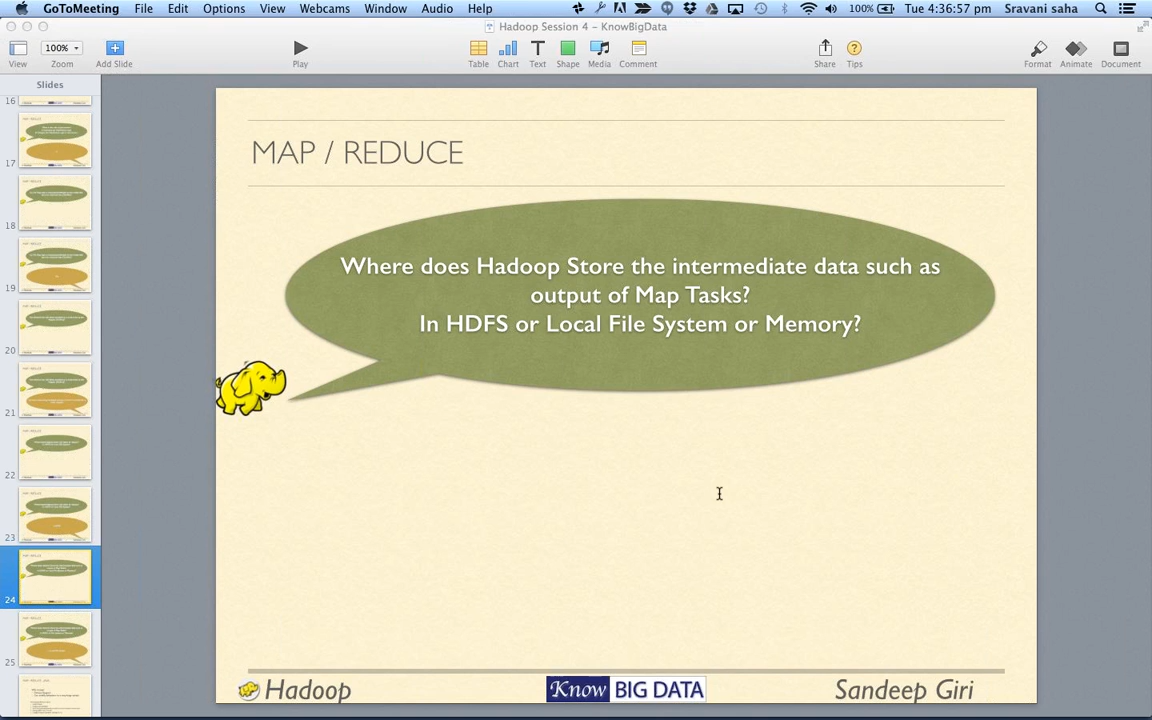 GoToMeeting File Edit Options View Webcams Window Audio Help 100% Tue 4:36:57 pm Sravani saha
Hadoop Session 4 – KnowBigData
100%
View Zoom Add Slide Play Table Chart Text Shape Media Comment Share Tips Format Animate Document
Slides
16
17
18
19
20
21
22
23
24
25
MAP / REDUCE
Where does Hadoop Store the intermediate data such as
output of Map Tasks?
In HDFS or Local File System or Memory?
Hadoop Know BIG DATA Sandeep Giri